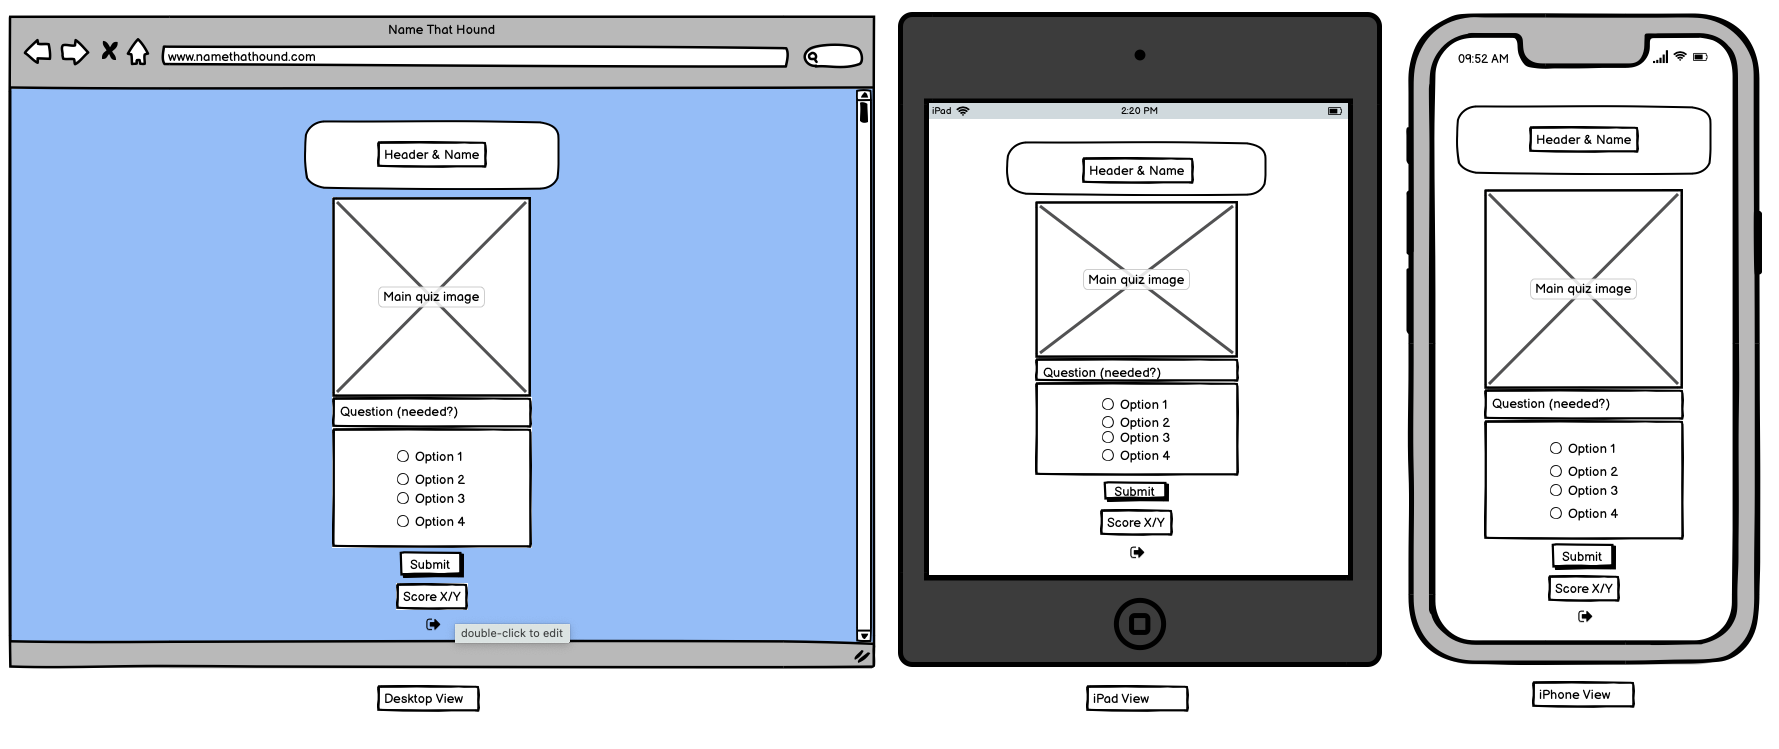 Name That Hound
www.namethathound.com
Header & Name
Main quiz image
Question (needed?)
Option 1
Option 2
Option 3
Option 4
Submit
Score X/Y
double-click to edit
Desktop View
iPad
2:20 PM
Header & Name
Main quiz image
Question (needed?)
Option 1
Option 2
Option 3
Option 4
Submit
Score X/Y
iPad View
09:52 AM
Header & Name
Main quiz image
Question (needed?)
Option 1
Option 2
Option 3
Option 4
Submit
Score X/Y
iPhone View